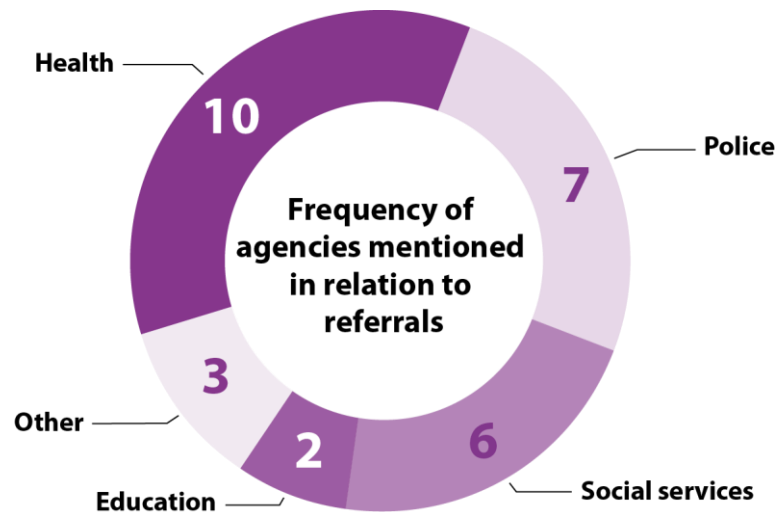 Health
10
Police
7
Frequency of
agencies mentioned
in relation to
referrals
3
Other
2
6
Education
Social services